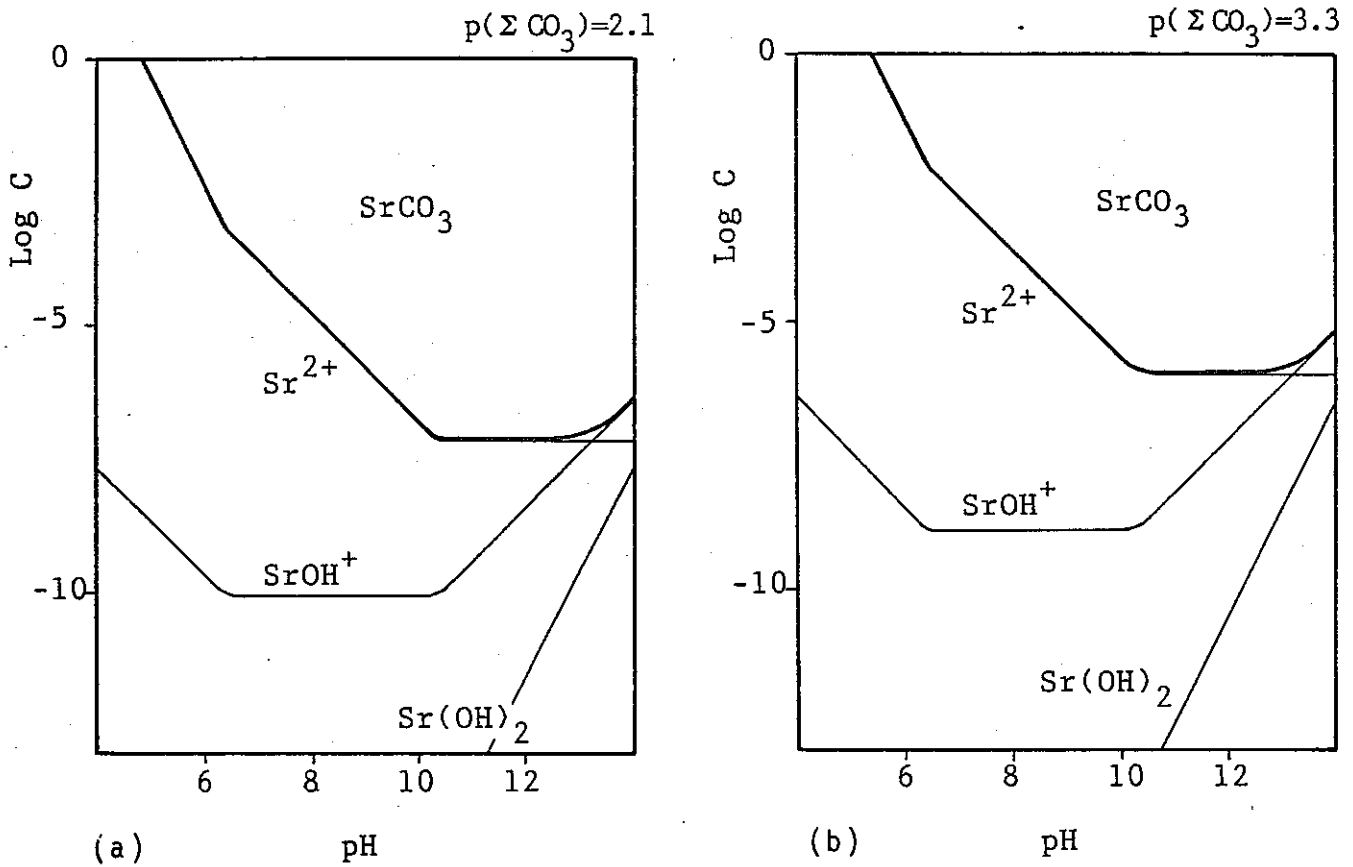 p(Σ CO₃)=2.1
0
Log C
-5
-10
SrCO₃
Sr²⁺
SrOH⁺
Sr(OH)₂
6 8 10 12
(a) pH
p(Σ CO₃)=3.3
0
Log C
-5
-10
SrCO₃
Sr²⁺
SrOH⁺
Sr(OH)₂
6 8 10 12
(b) pH